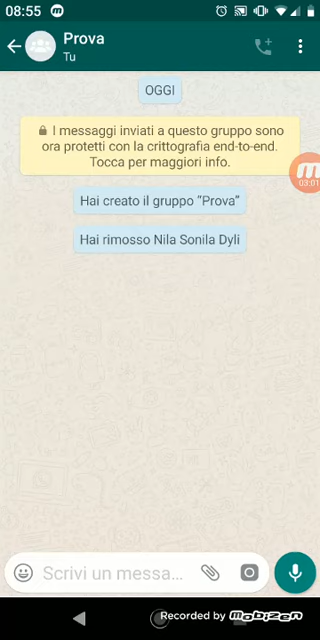 08:55
Prova
Tu
OGGI
I messaggi inviati a questo gruppo sono
ora protetti con la crittografia end-to-end.
Tocca per maggiori info.
03:01
Hai creato il gruppo "Prova"
Hai rimosso Nila Sonila Dyli
Scrivi un messa...
Recorded by mobizen